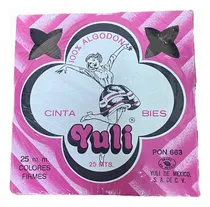 100% ALGODON
CINTA BIES
Yuli ®
25 MTS.
25 m.m.
COLORES
FIRMES
PON 663
YULI DE MEXICO,
S.A. DE C.V.